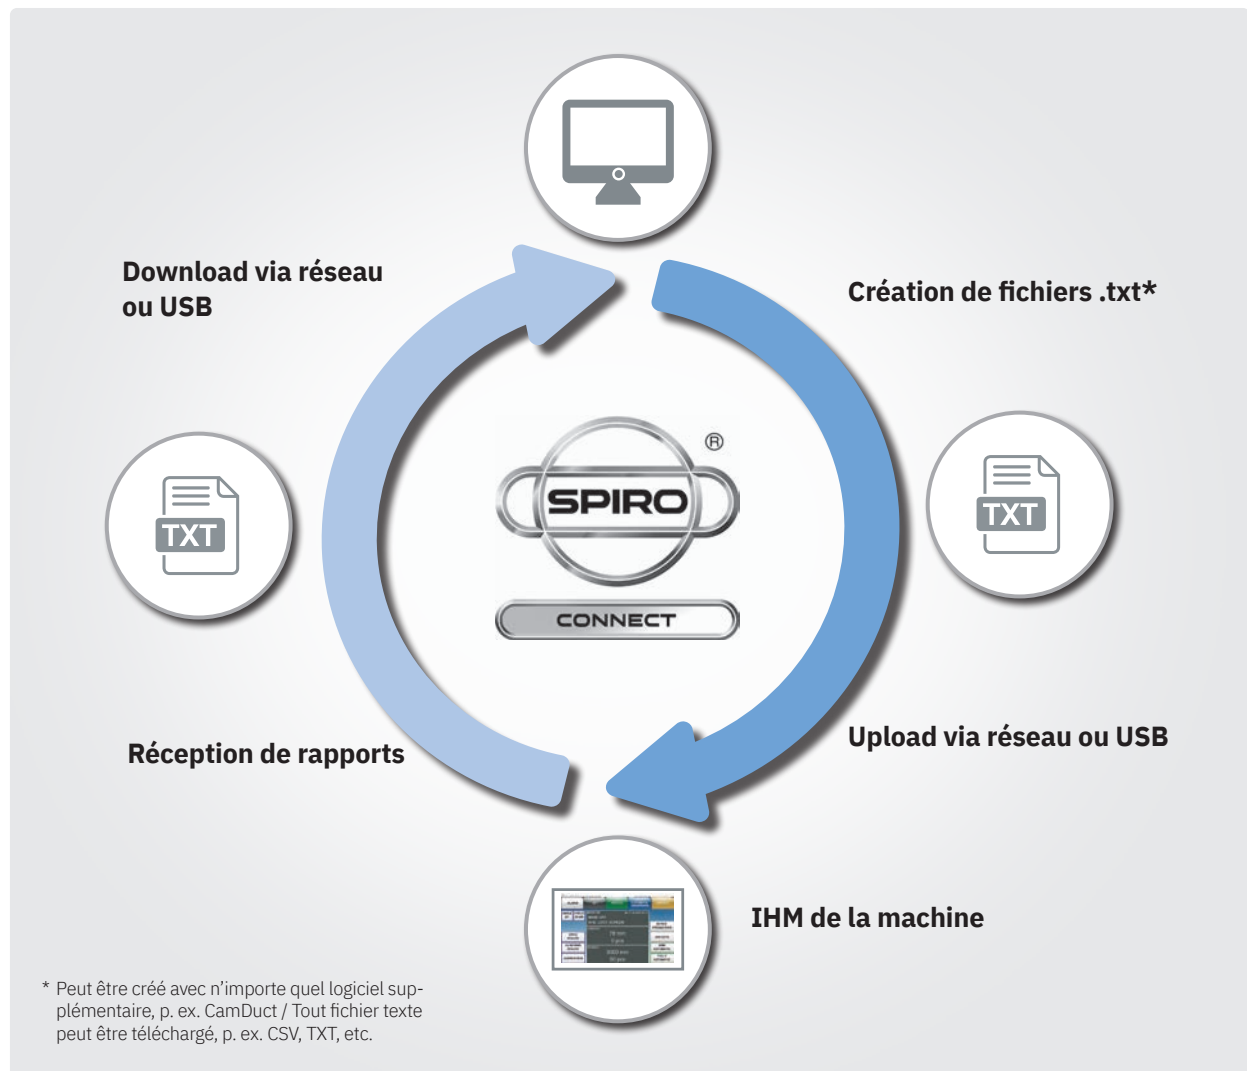 Download via réseau
ou USB
Création de fichiers .txt*
®
SPIRO
CONNECT
TXT
TXT
Réception de rapports
Upload via réseau ou USB
IHM de la machine
* Peut être créé avec n’importe quel logiciel sup-
plémentaire, p. ex. CamDuct / Tout fichier texte
peut être téléchargé, p. ex. CSV, TXT, etc.